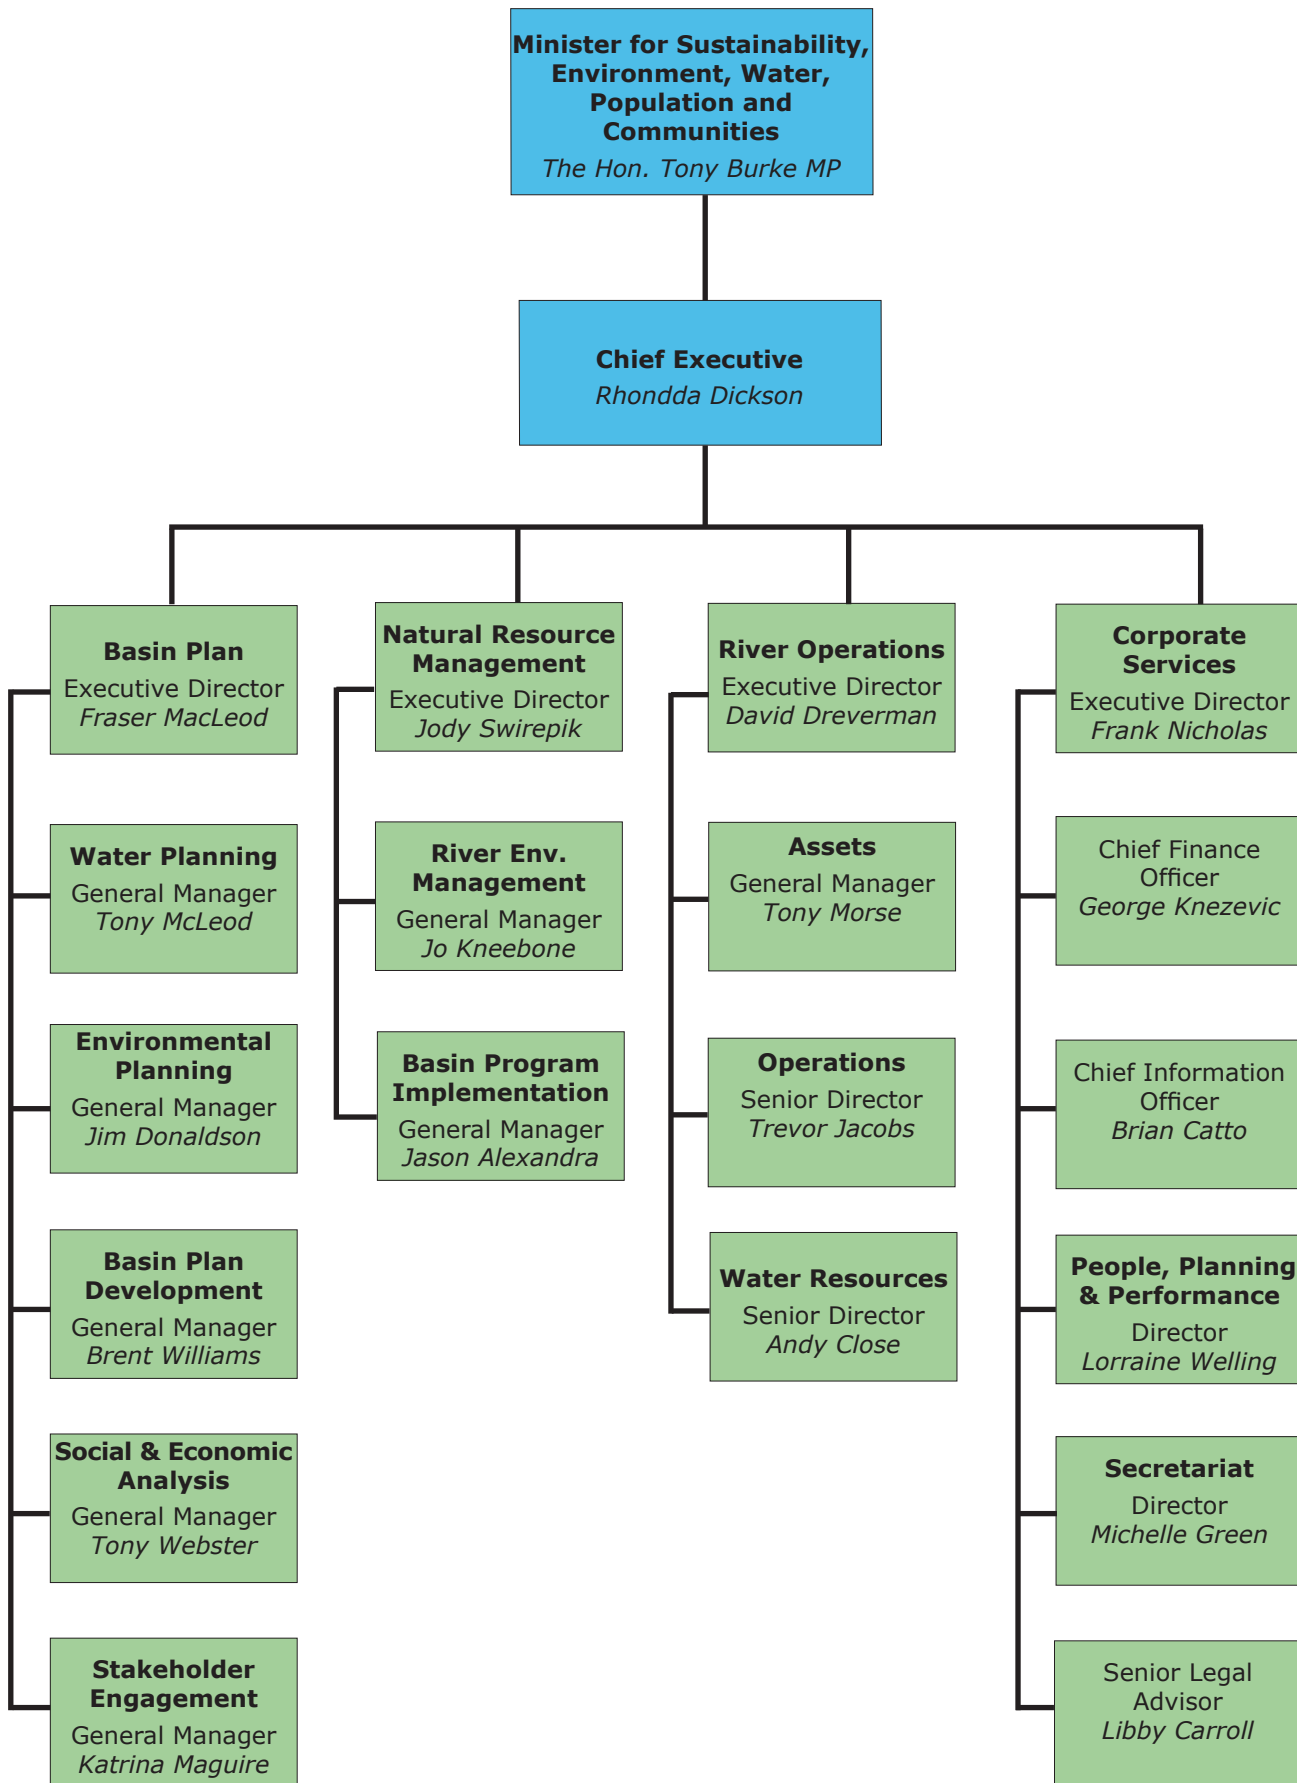 Minister for Sustainability,
Environment, Water,
Population and
Communities
The Hon. Tony Burke MP
Chief Executive
Rhondda Dickson
Basin Plan
Executive Director
Fraser MacLeod
Water Planning
General Manager
Tony McLeod
Environmental
Planning
General Manager
Jim Donaldson
Basin Plan
Development
General Manager
Brent Williams
Social & Economic
Analysis
General Manager
Tony Webster
Stakeholder
Engagement
General Manager
Katrina Maguire
Natural Resource
Management
Executive Director
Jody Swirepik
River Env.
Management
General Manager
Jo Kneebone
Basin Program
Implementation
General Manager
Jason Alexandra
River Operations
Executive Director
David Dreverman
Assets
General Manager
Tony Morse
Operations
Senior Director
Trevor Jacobs
Water Resources
Senior Director
Andy Close
Corporate
Services
Executive Director
Frank Nicholas
Chief Finance
Officer
George Knezevic
Chief Information
Officer
Brian Catto
People, Planning
& Performance
Director
Lorraine Welling
Secretariat
Director
Michelle Green
Senior Legal
Advisor
Libby Carroll